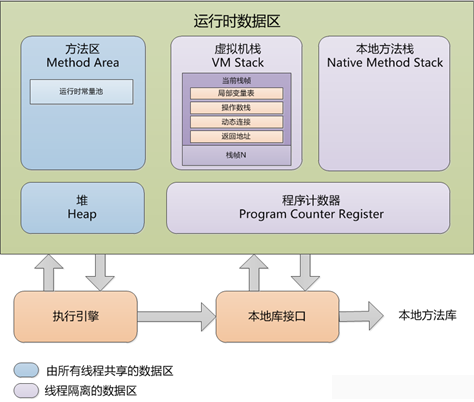 运行时数据区
方法区
Method Area
运行时常量池
虚拟机栈
VM Stack
当前栈帧
局部变量表
操作数栈
动态连接
返回地址
栈帧N
本地方法栈
Native Method Stack
堆
Heap
程序计数器
Program Counter Register
执行引擎
本地库接口
本地方法库
由所有线程共享的数据区
线程隔离的数据区